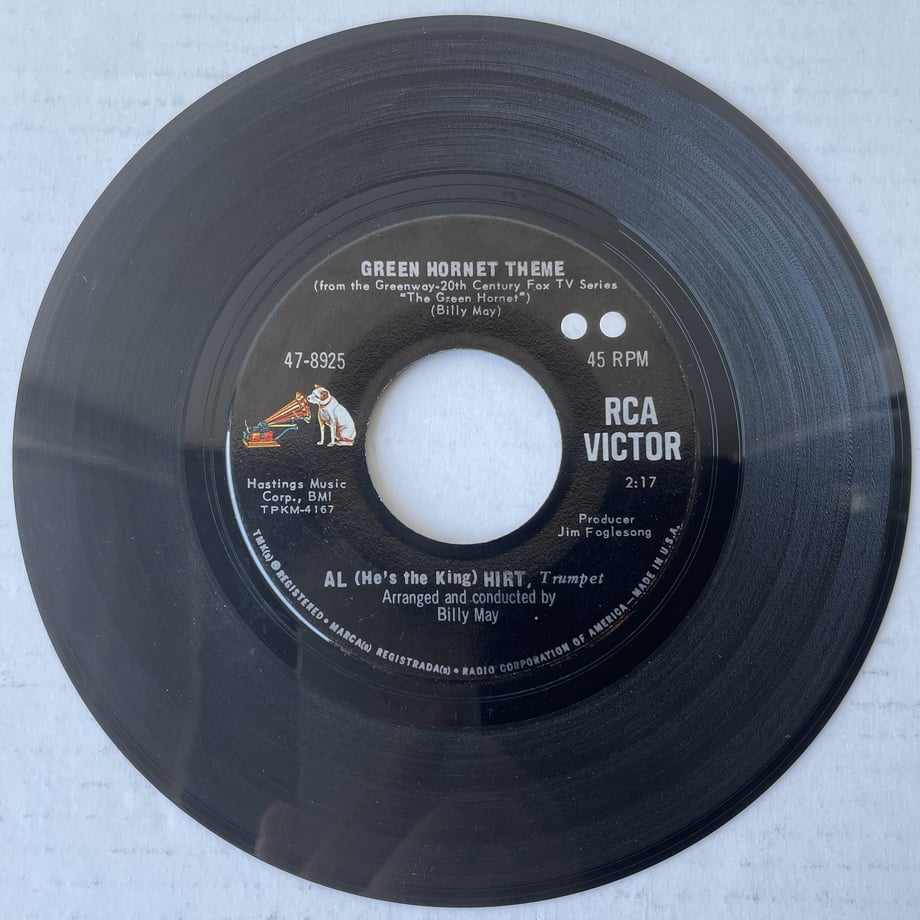 GREEN HORNET THEME
(from the Greenway-20th Century Fox TV Series
"The Green Hornet")
(Billy May)
47-8925
45 RPM
RCA
VICTOR
Hastings Music
Corp., BMI
TPKM-4167
2:17
Producer
Jim Foglesong
AL (He's the King) HIRT, Trumpet
Arranged and conducted by
Billy May
TMK(s) ® REGISTERED • MARCA(s) REGISTRADA(s) • RADIO CORPORATION OF AMERICA—MADE IN U.S.A.